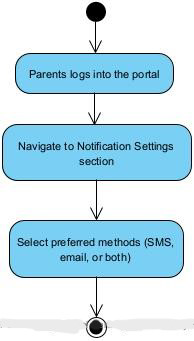 Parents logs into the portal
Navigate to Notification Settings
section
Select preferred methods (SMS,
email, or both)